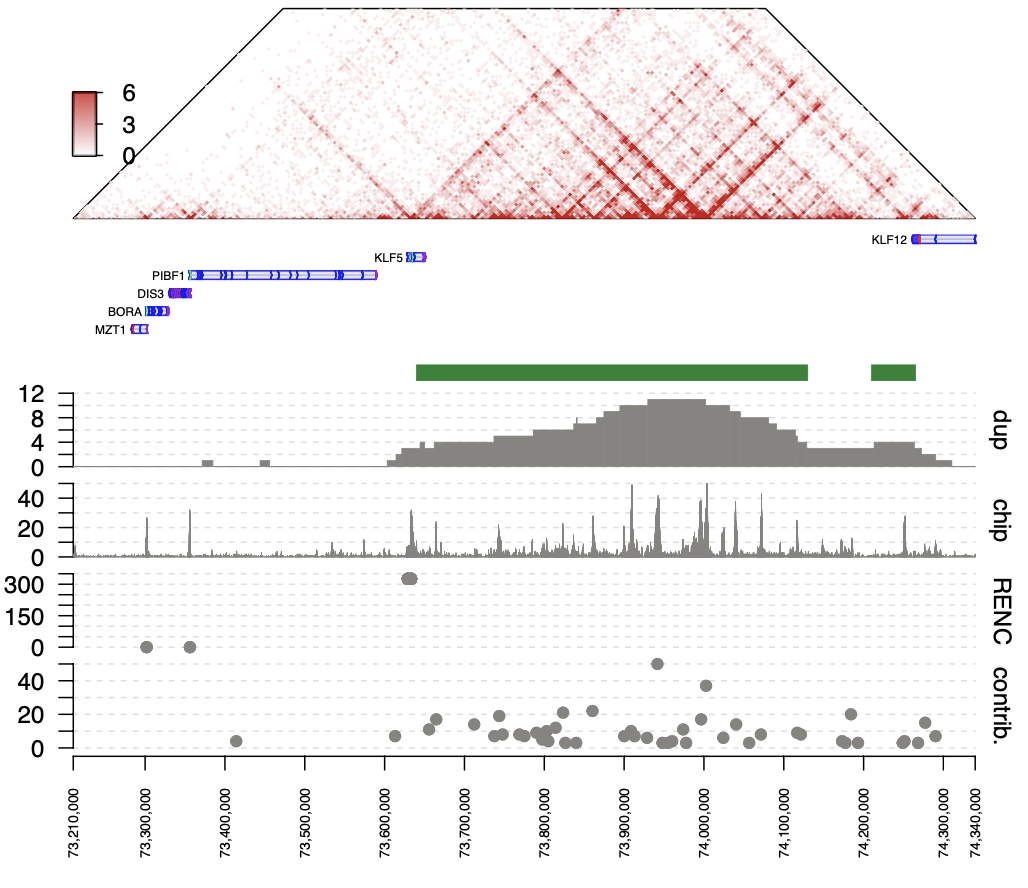 6
3
0
KLF12
KLF5
PIBF1
DIS3
BORA
MZT1
12
8
4
0
dup
40
20
0
chip
300
150
0
RENC
40
20
0
contrib.
73,210,000
73,300,000
73,400,000
73,500,000
73,600,000
73,700,000
73,800,000
73,900,000
74,000,000
74,100,000
74,200,000
74,300,000
74,340,000